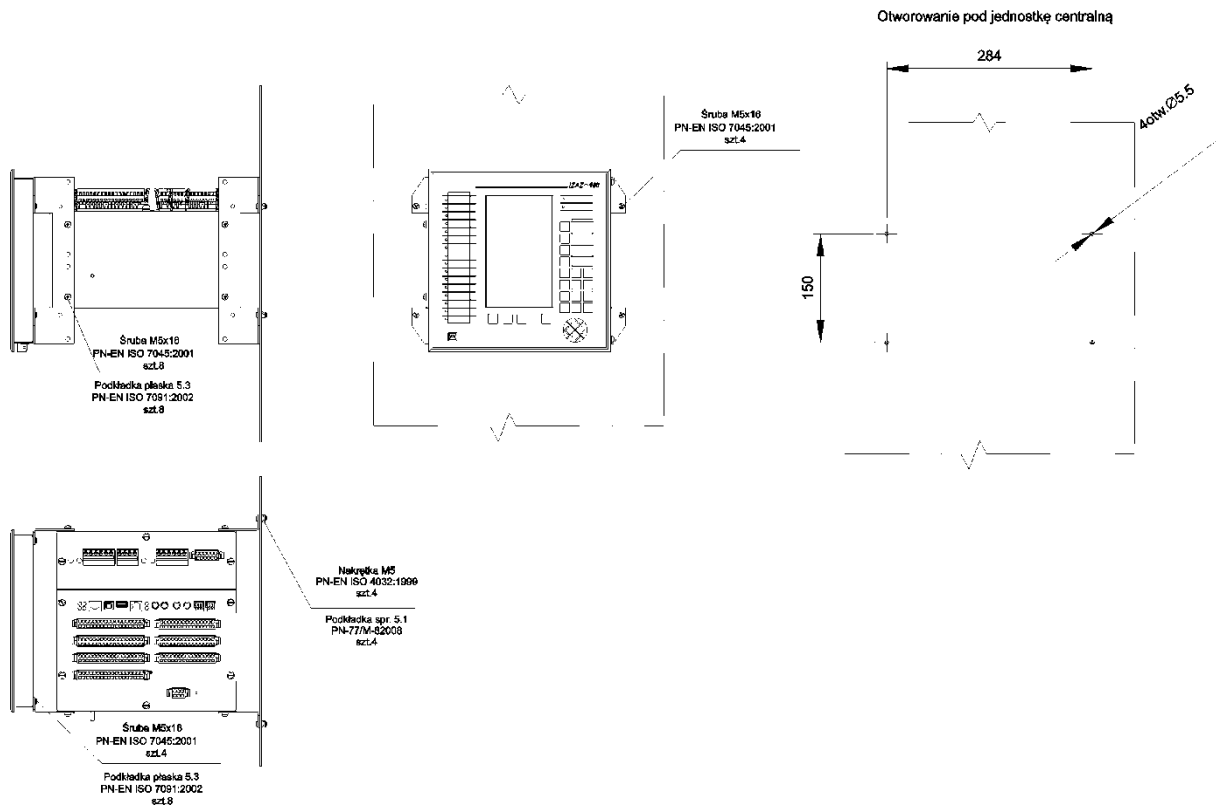 Otworowanie pod jednostkę centralną
284
4otw.Ø5.5
150
Śruba M5x16
PN-EN ISO 7045:2001
szt.4
Śruba M5x16
PN-EN ISO 7045:2001
szt.8
Podkładka płaska 5.3
PN-EN ISO 7091:2002
szt.8
Nakrętka M5
PN-EN ISO 4032:1999
szt.4
Podkładka spr. 5.1
PN-77/M-82008
szt.4
Śruba M5x16
PN-EN ISO 7045:2001
szt.4
Podkładka płaska 5.3
PN-EN ISO 7091:2002
szt.8